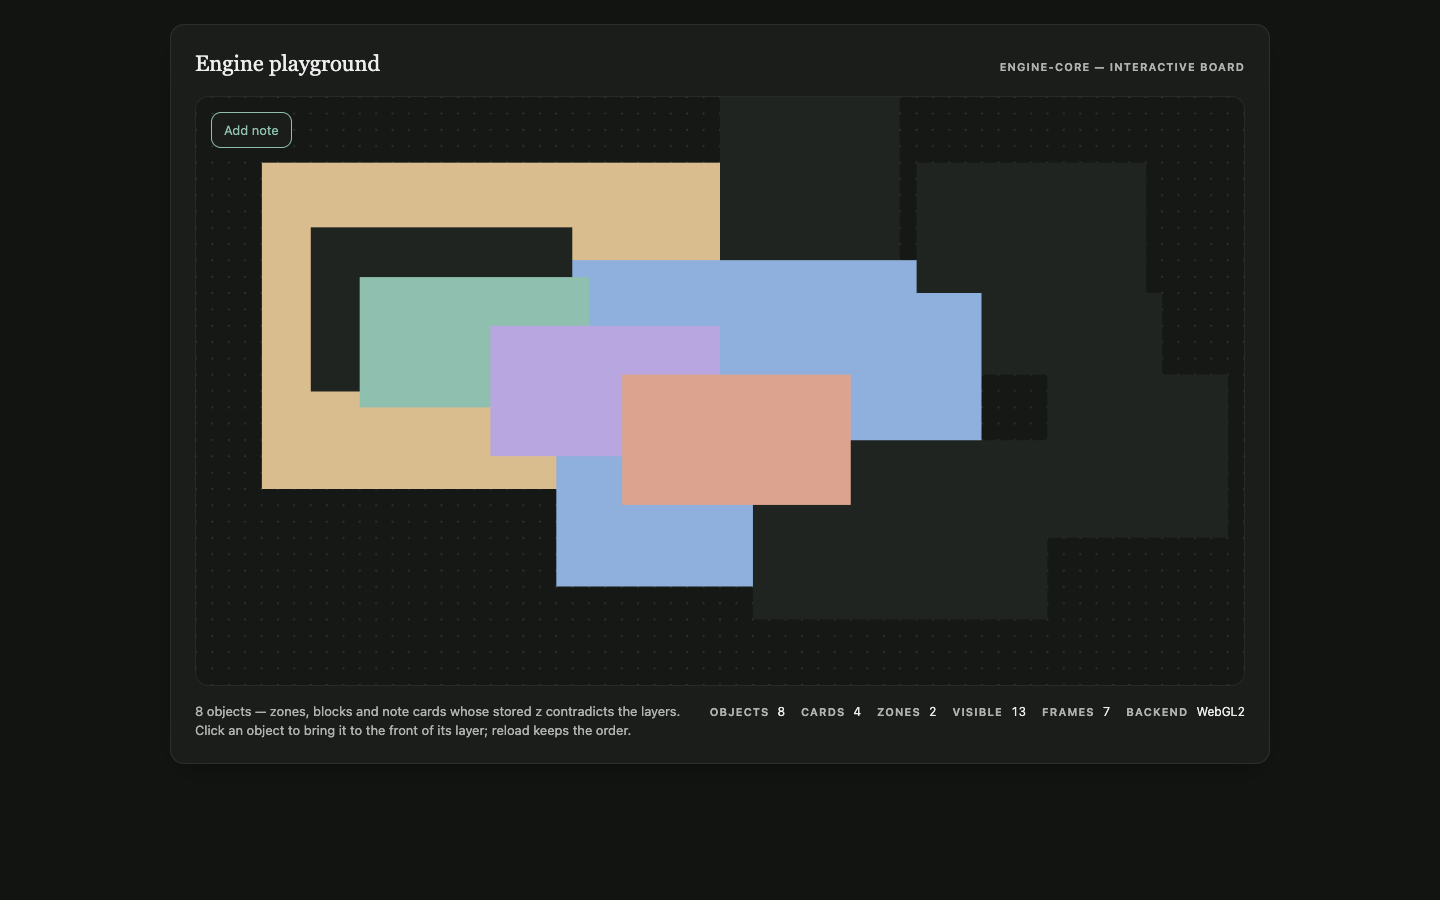 Engine playground
ENGINE-CORE — INTERACTIVE BOARD
Add note
8 objects — zones, blocks and note cards whose stored z contradicts the layers.
Click an object to bring it to the front of its layer; reload keeps the order.
OBJECTS 8 CARDS 4 ZONES 2 VISIBLE 13 FRAMES 7 BACKEND WebGL2